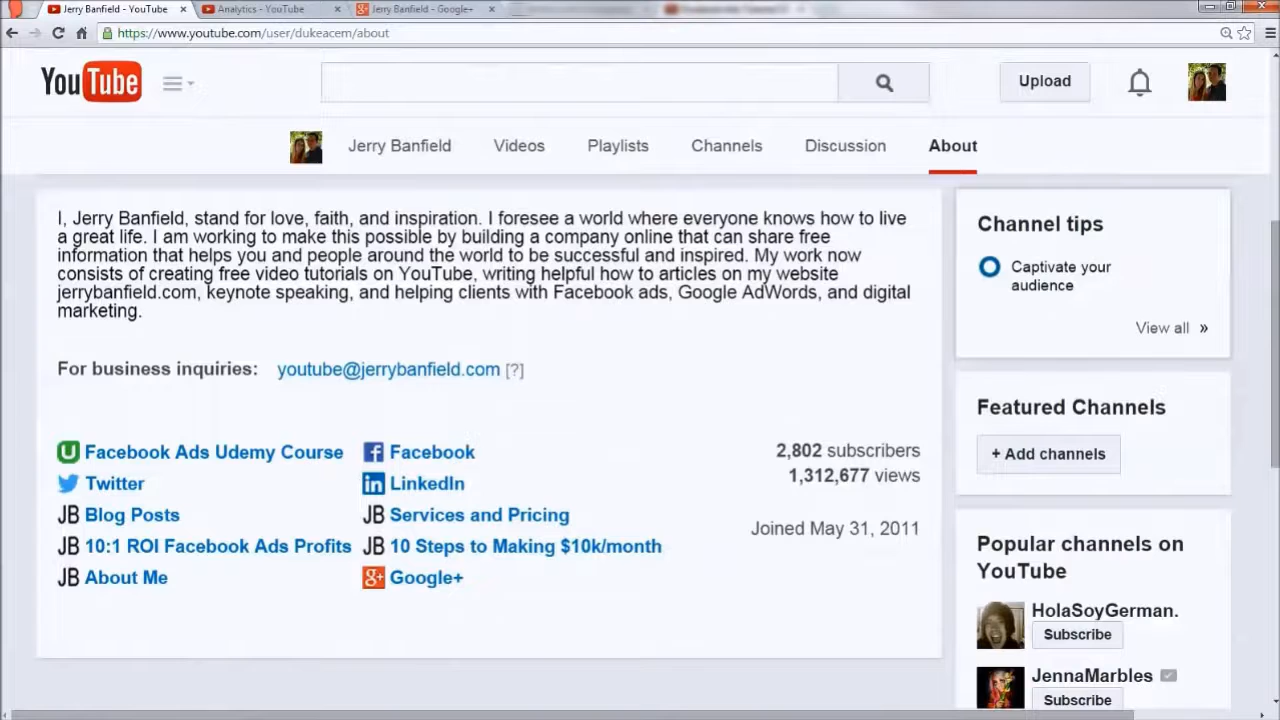 Jerry Banfield - YouTube
Analytics - YouTube
Jerry Banfield - Google+
https://www.youtube.com/user/dukeacem/about
YouTube
Upload
Jerry Banfield
Videos
Playlists
Channels
Discussion
About
I, Jerry Banfield, stand for love, faith, and inspiration. I foresee a world where everyone knows how to live
a great life. I am working to make this possible by building a company online that can share free
information that helps you and people around the world to be successful and inspired. My work now
consists of creating free video tutorials on YouTube, writing helpful how to articles on my website
jerrybanfield.com, keynote speaking, and helping clients with Facebook ads, Google AdWords, and digital
marketing.
For business inquiries: youtube@jerrybanfield.com [?]
Facebook Ads Udemy Course
Facebook
Twitter
LinkedIn
JB Blog Posts
JB Services and Pricing
JB 10:1 ROI Facebook Ads Profits
JB 10 Steps to Making $10k/month
JB About Me
Google+
2,802 subscribers
1,312,677 views
Joined May 31, 2011
Channel tips
Captivate your
audience
View all »
Featured Channels
+ Add channels
Popular channels on
YouTube
HolaSoyGerman.
Subscribe
JennaMarbles
Subscribe